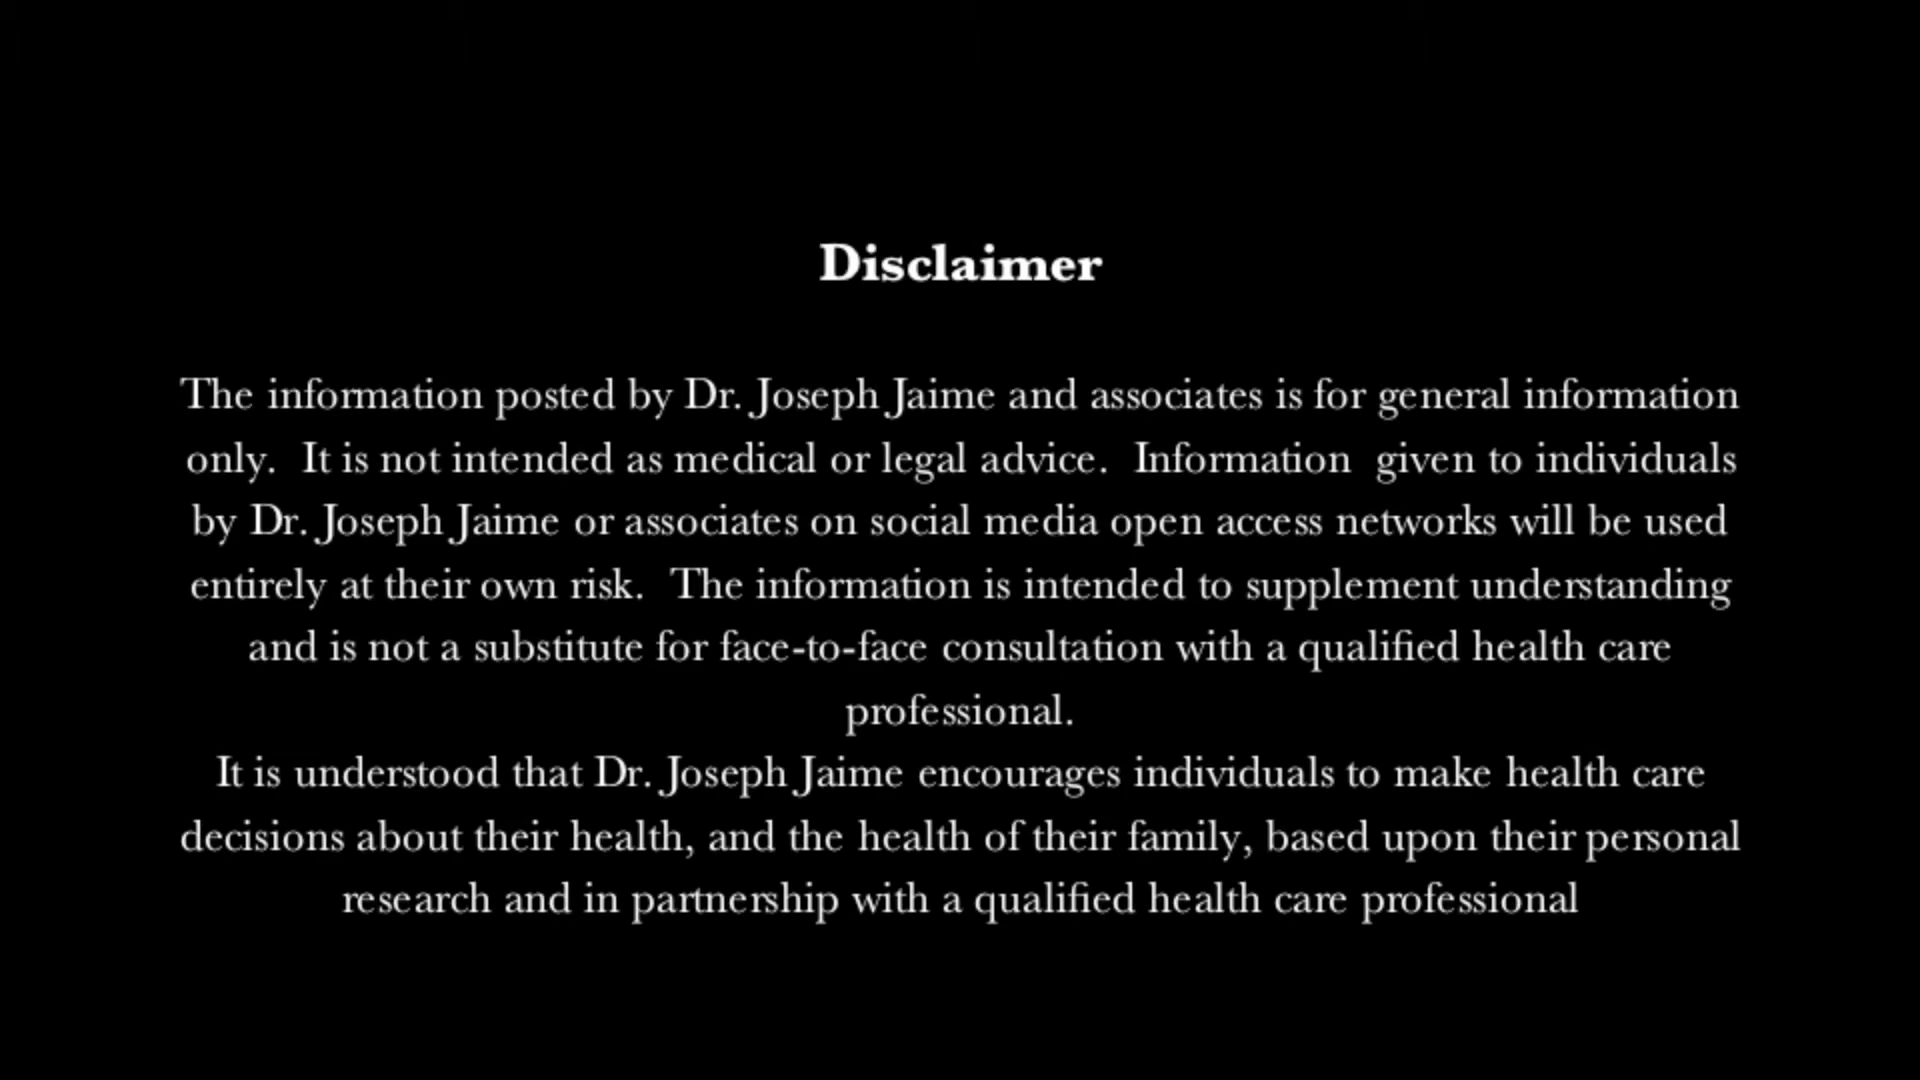 Disclaimer
The information posted by Dr. Joseph Jaime and associates is for general information
only.  It is not intended as medical or legal advice.  Information  given to individuals
by Dr. Joseph Jaime or associates on social media open access networks will be used
entirely at their own risk.  The information is intended to supplement understanding
and is not a substitute for face-to-face consultation with a qualified health care
professional.
It is understood that Dr. Joseph Jaime encourages individuals to make health care
decisions about their health, and the health of their family, based upon their personal
research and in partnership with a qualified health care professional